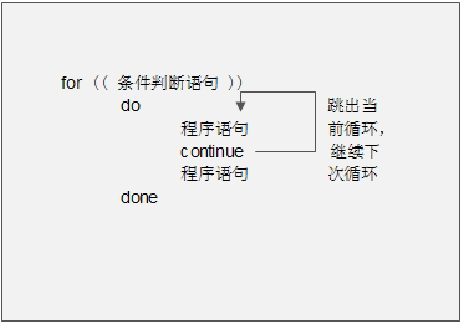 for (( 条件判断语句 ))
do
程序语句
continue
程序语句
done
跳出当
前循环，
继续下
次循环